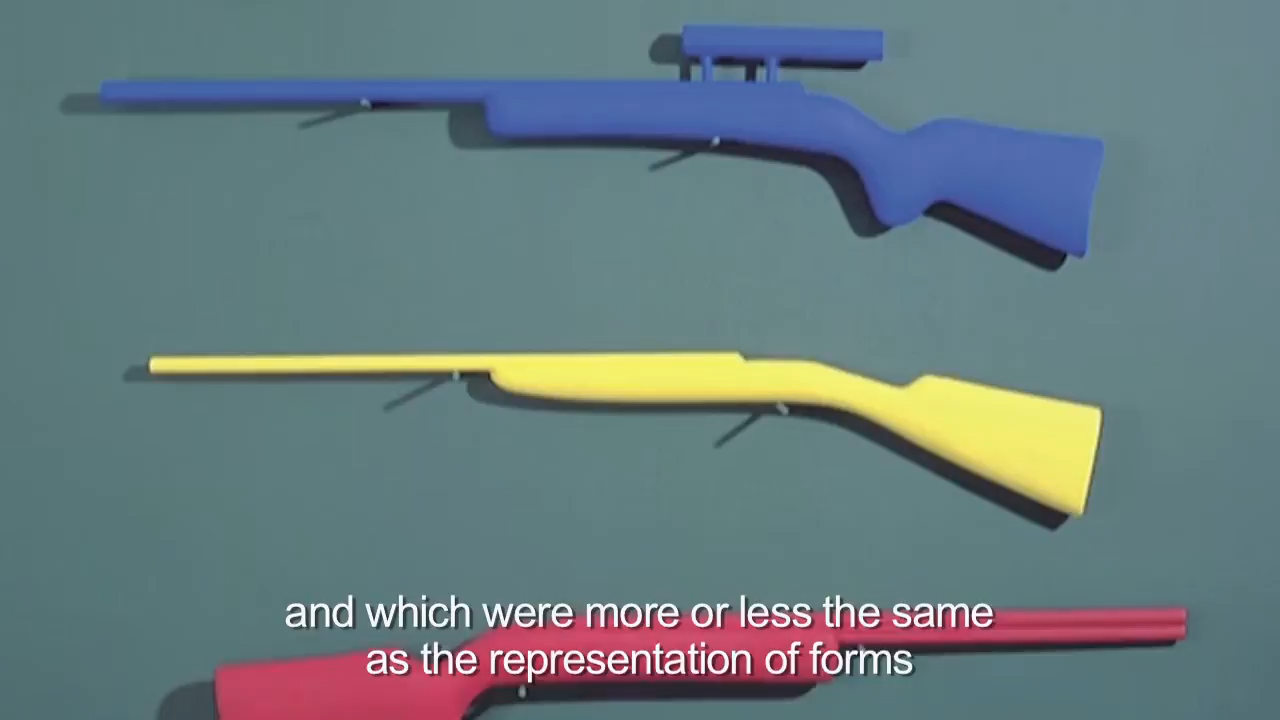 and which were more or less the same
as the representation of forms